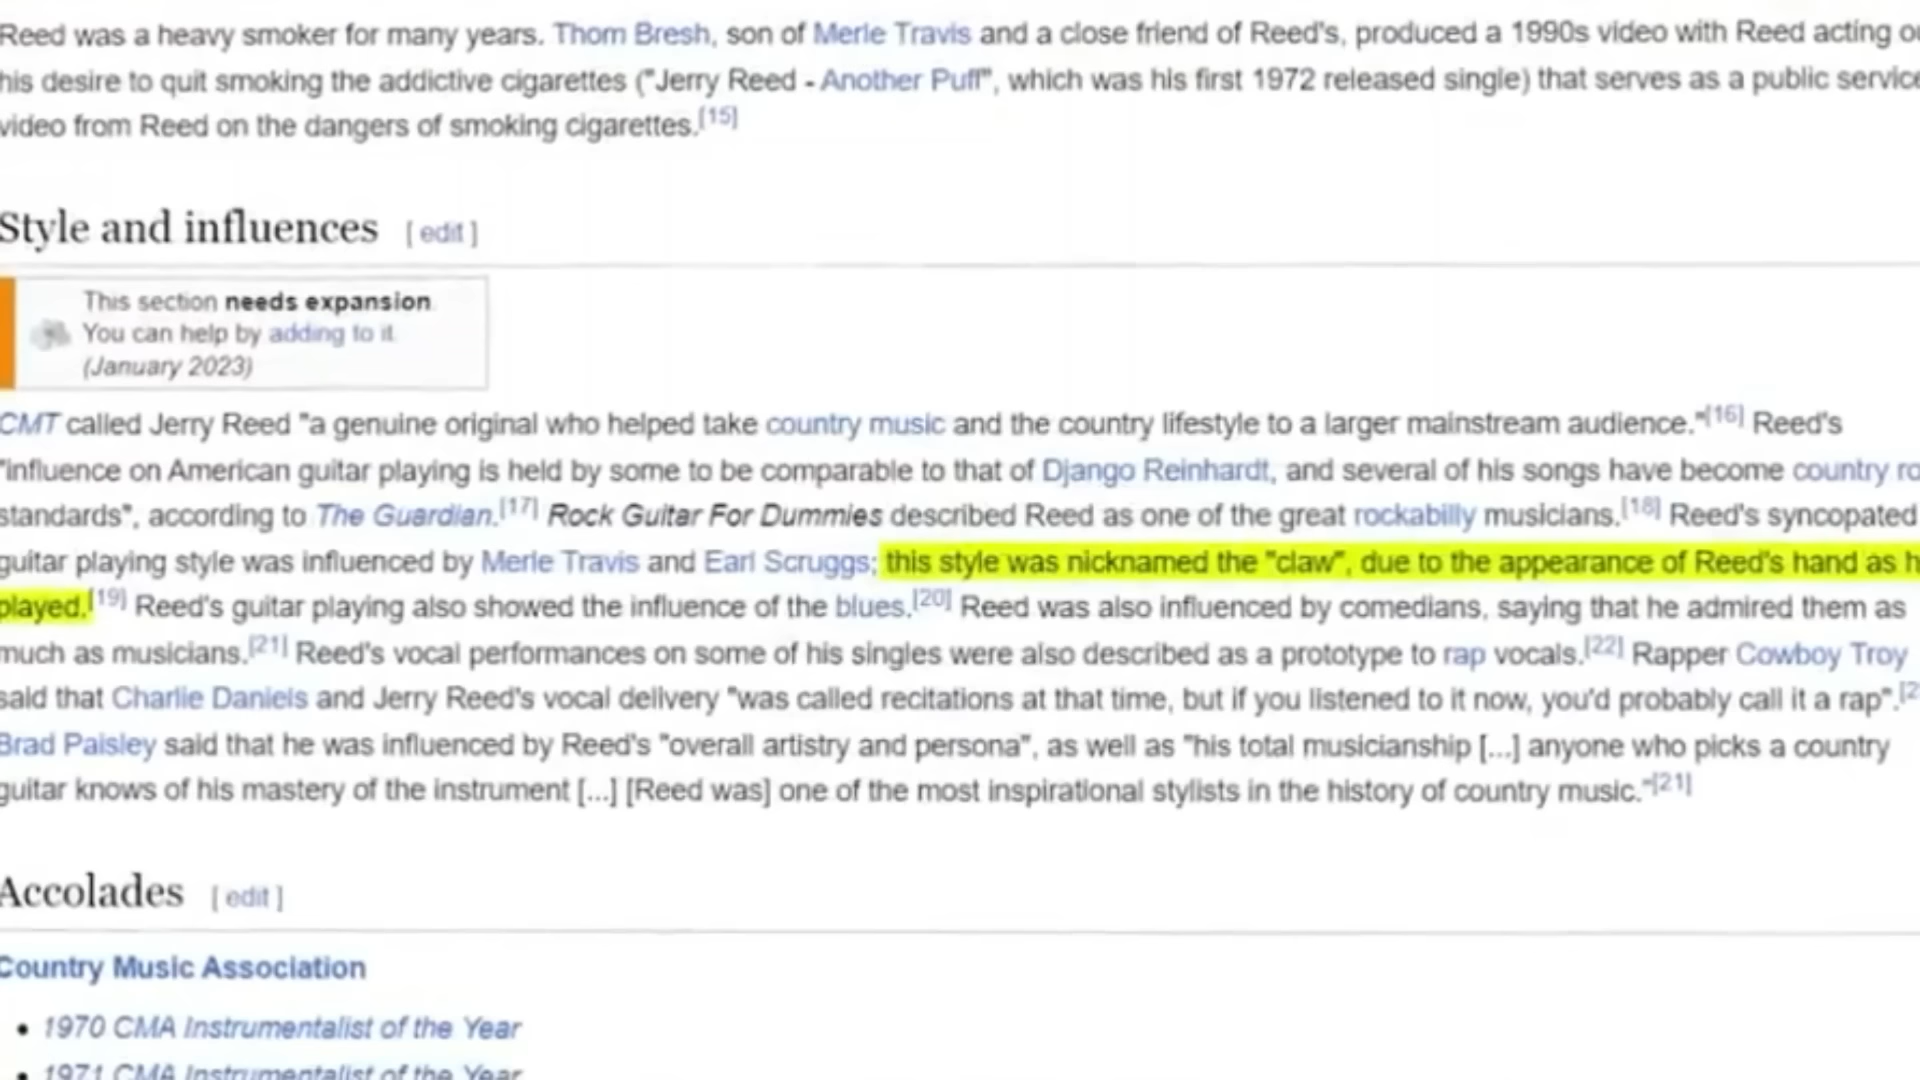 Reed was a heavy smoker for many years. Thom Bresh, son of Merle Travis and a close friend of Reed's, produced a 1990s video with Reed acting
his desire to quit smoking the addictive cigarettes ("Jerry Reed - Another Puff", which was his first 1972 released single) that serves as a public service
video from Reed on the dangers of smoking cigarettes.[15]
Style and influences [ edit ]
This section needs expansion.
You can help by adding to it.
(January 2023)
CMT called Jerry Reed "a genuine original who helped take country music and the country lifestyle to a larger mainstream audience."[16] Reed's
"influence on American guitar playing is held by some to be comparable to that of Django Reinhardt, and several of his songs have become country
standards", according to The Guardian.[17] Rock Guitar For Dummies described Reed as one of the great rockabilly musicians.[18] Reed's syncopated
guitar playing style was influenced by Merle Travis and Earl Scruggs; this style was nicknamed the "claw", due to the appearance of Reed's hand as
played.[19] Reed's guitar playing also showed the influence of the blues.[20] Reed was also influenced by comedians, saying that he admired them as
much as musicians.[21] Reed's vocal performances on some of his singles were also described as a prototype to rap vocals.[22] Rapper Cowboy Troy
said that Charlie Daniels and Jerry Reed's vocal delivery "was called recitations at that time, but if you listened to it now, you'd probably call it a rap".
Brad Paisley said that he was influenced by Reed's "overall artistry and persona", as well as "his total musicianship [...] anyone who picks a country
guitar knows of his mastery of the instrument [...] [Reed was] one of the most inspirational stylists in the history of country music."[21]
Accolades [ edit ]
Country Music Association
• 1970 CMA Instrumentalist of the Year
• 1971 CMA Instrumentalist of the Year